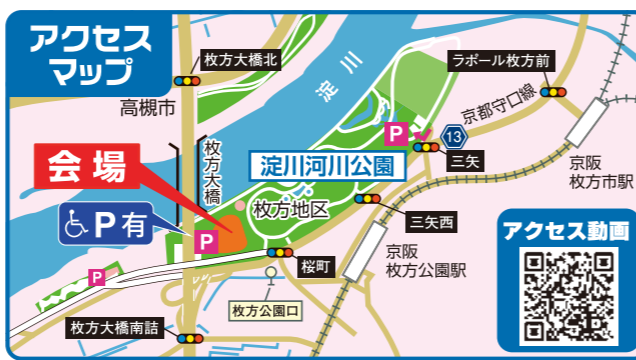 アクセス
マップ
枚方大橋北
高槻市
淀川
ラポール枚方前
京都守口線
13
P
三矢
京阪
枚方市駅
会場
枚方大橋
淀川河川公園
P有
P
枚方地区
三矢西
アクセス動画
桜町
京阪
枚方公園駅
P
枚方公園口
枚方大橋南詰